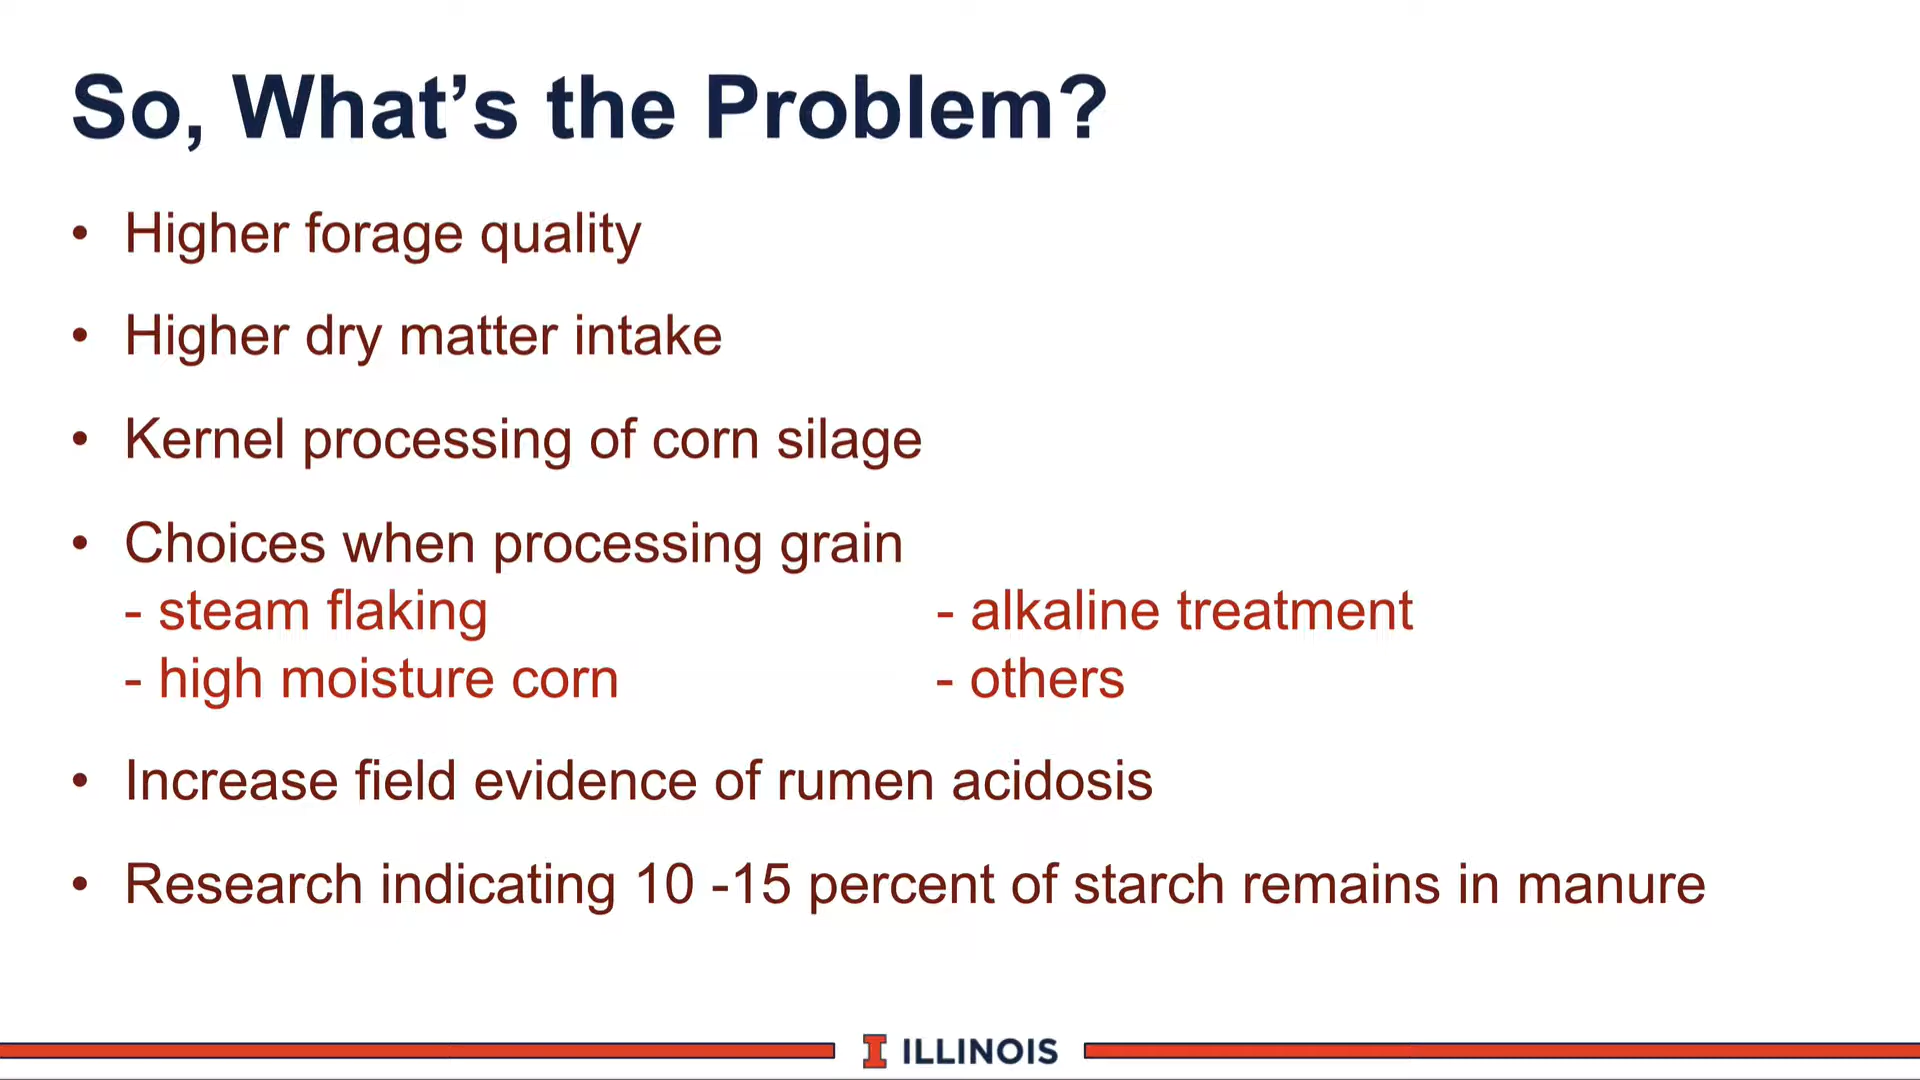 So, What’s the Problem?
• Higher forage quality
• Higher dry matter intake
• Kernel processing of corn silage
• Choices when processing grain
- steam flaking - alkaline treatment
- high moisture corn - others
• Increase field evidence of rumen acidosis
• Research indicating 10 -15 percent of starch remains in manure
I ILLINOIS